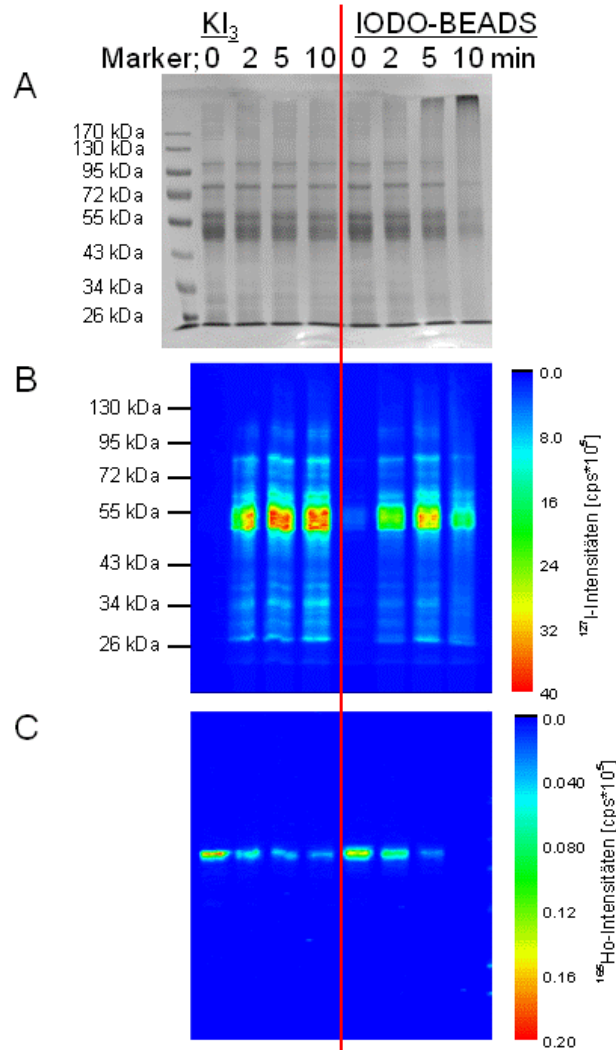 KI3 IODO-BEADS
Marker; 0 2 5 10 0 2 5 10 min
A
170 kDa
130 kDa
95 kDa
72 kDa
55 kDa
43 kDa
34 kDa
26 kDa
B
130 kDa
95 kDa
72 kDa
55 kDa
43 kDa
34 kDa
26 kDa
0.0
8.0
16
24
32
40
127I-Intensitäten [cps*10⁵]
C
0.0
0.040
0.080
0.12
0.16
0.20
165Ho-Intensitäten [cps*10⁵]